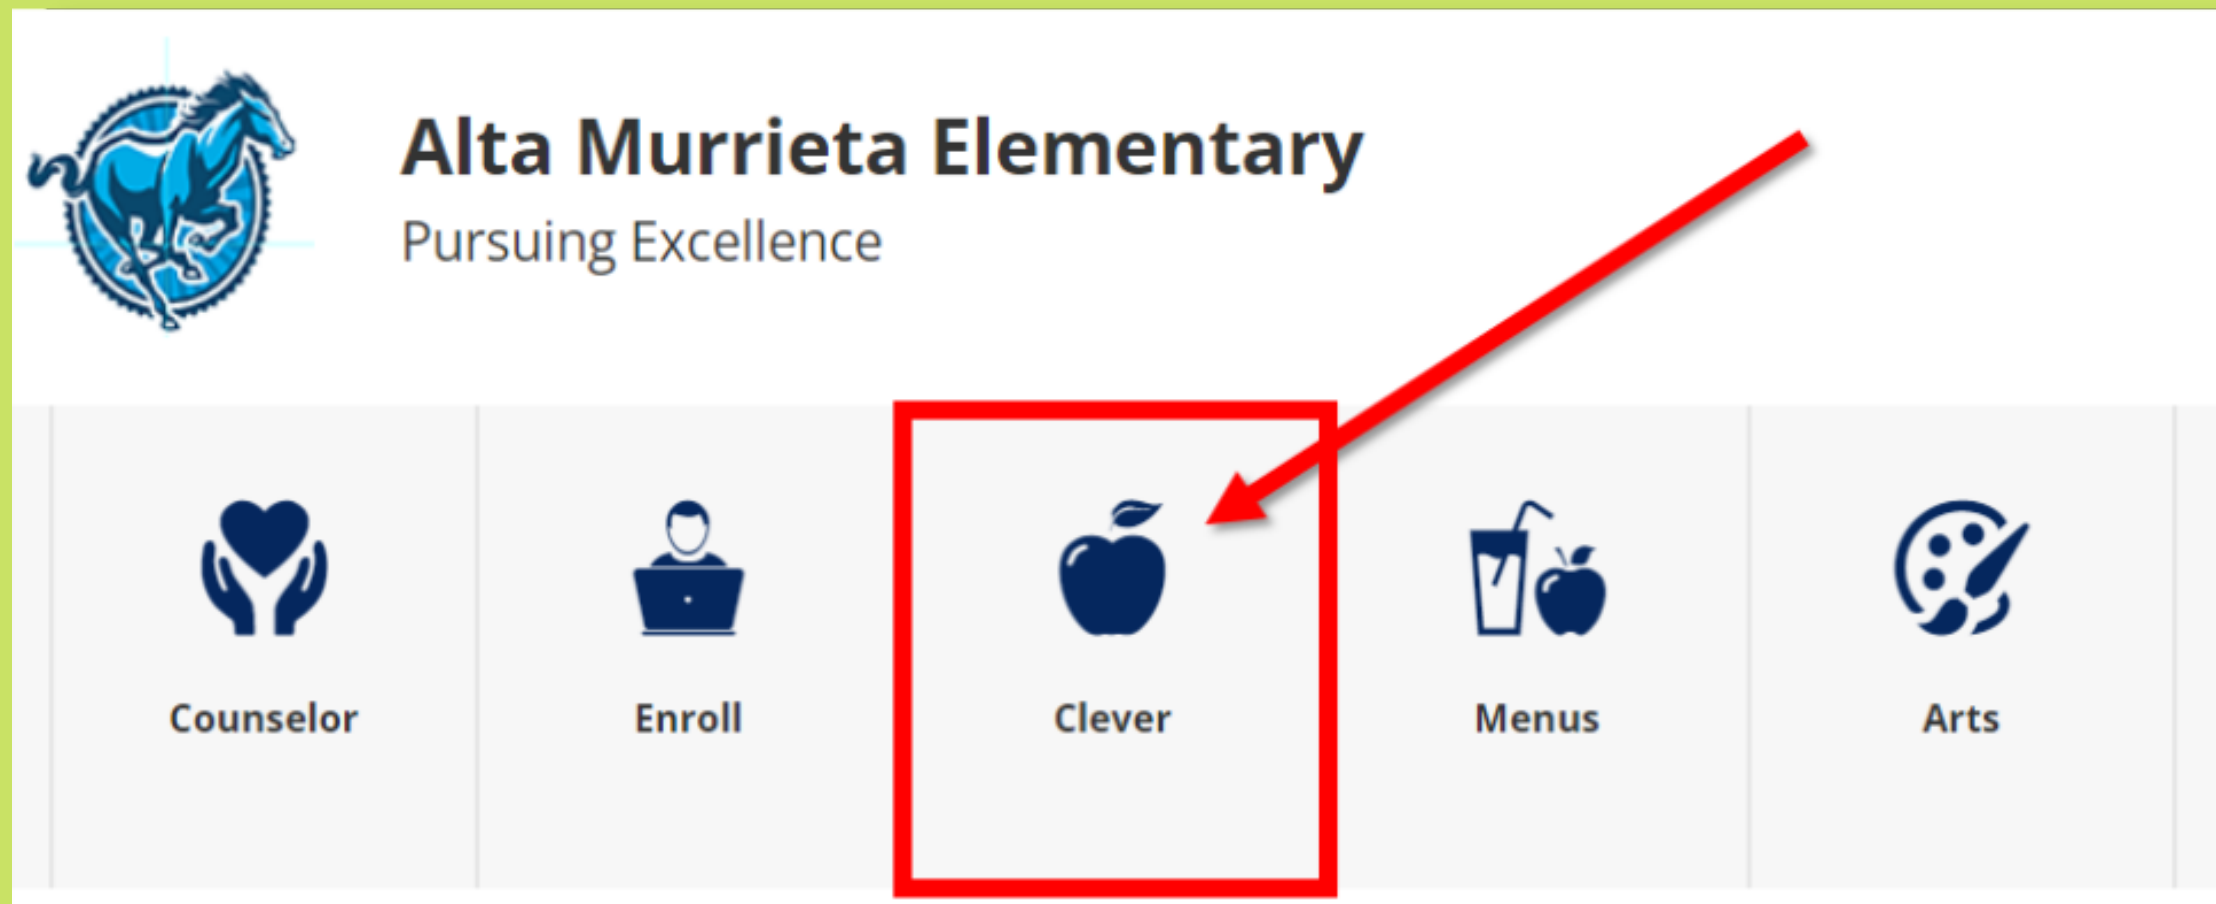 Alta Murrieta Elementary
Pursuing Excellence
Counselor
Enroll
Clever
Menus
Arts